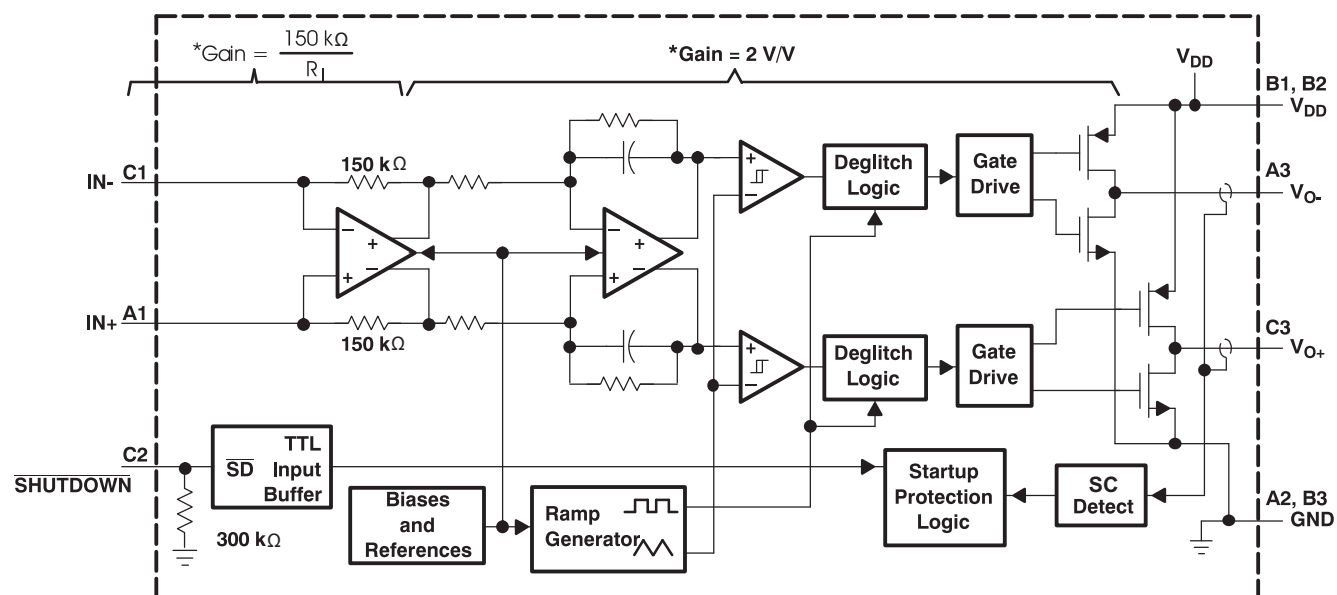 *Gain = 150 kΩ / R_I
*Gain = 2 V/V
V_DD
B1, B2
V_DD
IN- C1
150 kΩ
Deglitch
Logic
Gate
Drive
A3
V_O-
+
−
−
+
−
+
−
+
−
+
IN+ A1
150 kΩ
+
−
Deglitch
Logic
Gate
Drive
C3
V_O+
C2
SHUTDOWN
SD
TTL
Input
Buffer
300 kΩ
Biases
and
References
Ramp
Generator
Startup
Protection
Logic
SC
Detect
A2, B3
GND